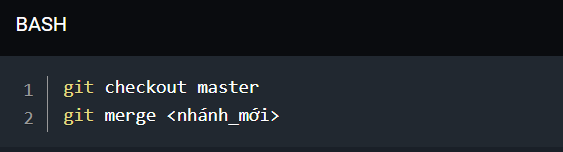 BASH
1 git checkout master
2 git merge <nhánh_mới>